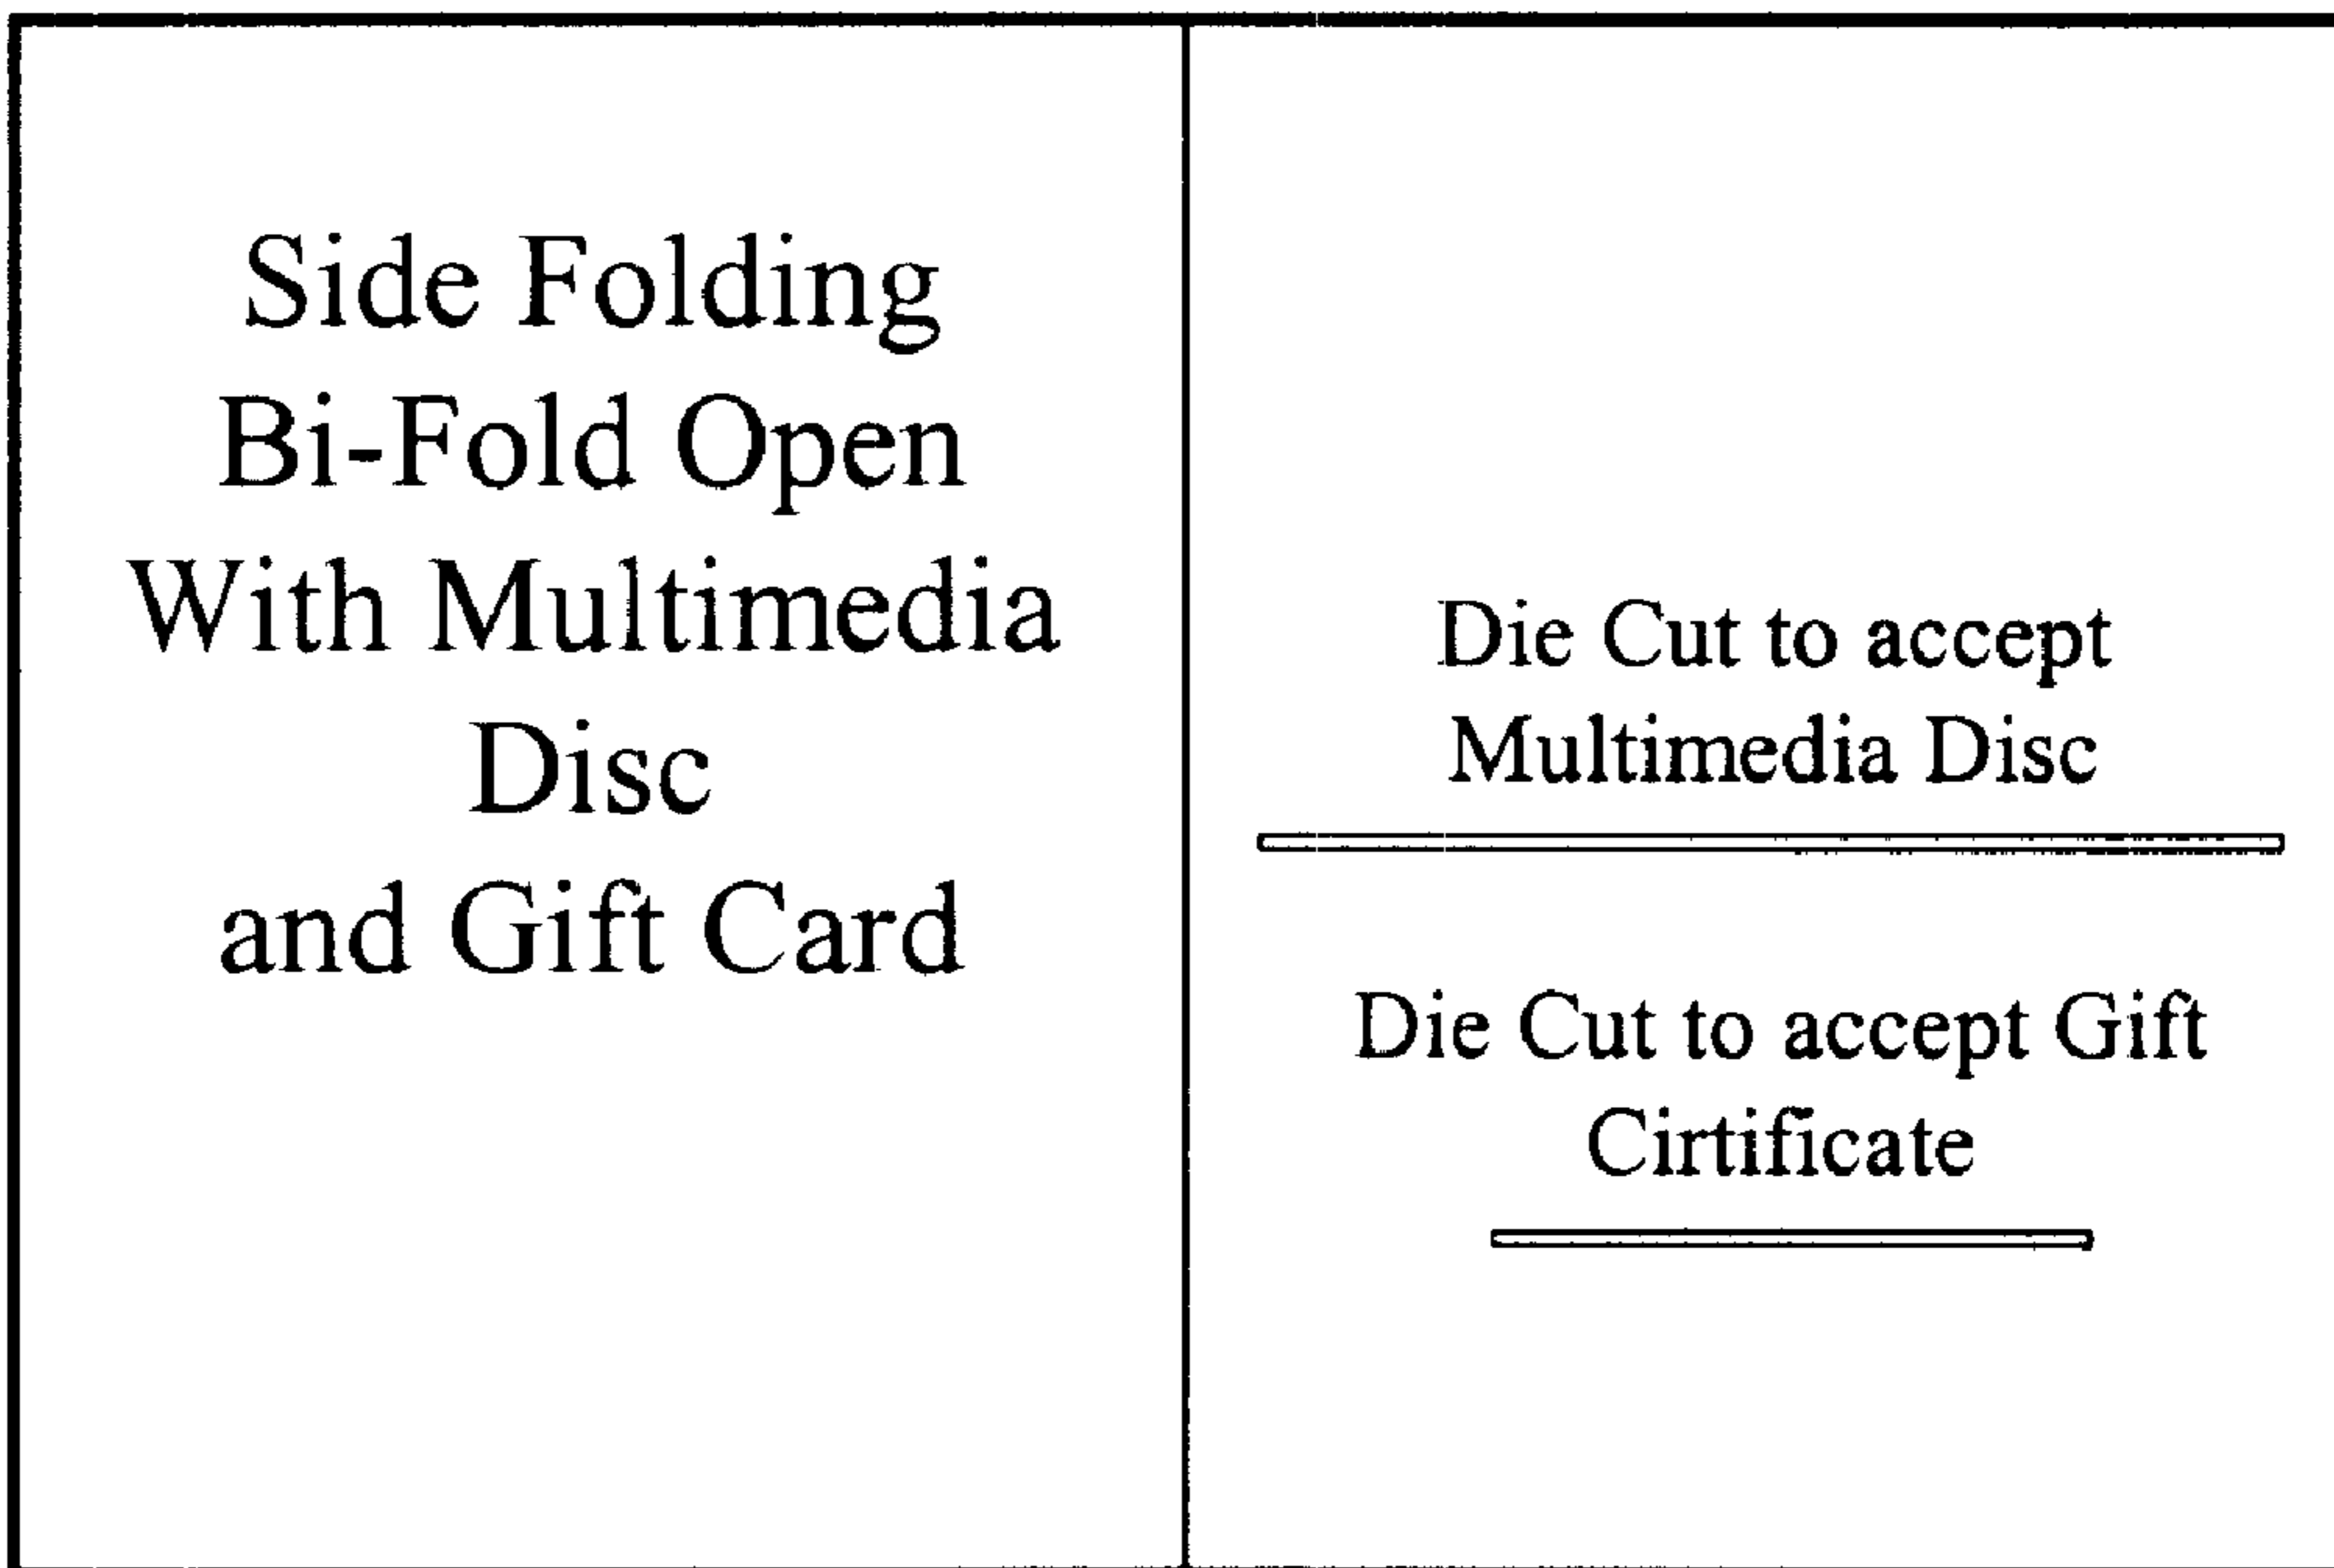 Side Folding
Bi-Fold Open
With Multimedia
Disc
and Gift Card
Die Cut to accept
Multimedia Disc
Die Cut to accept Gift
Cirtificate